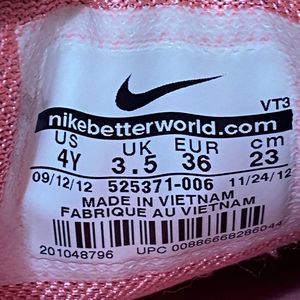 VT3
nikebetterworld.com
US UK EUR cm
4Y 3.5 36 23
09/12/12 525371-006 11/24/12
MADE IN VIETNAM
FABRIQUE AU VIETNAM
201048796 UPC 00886668286044